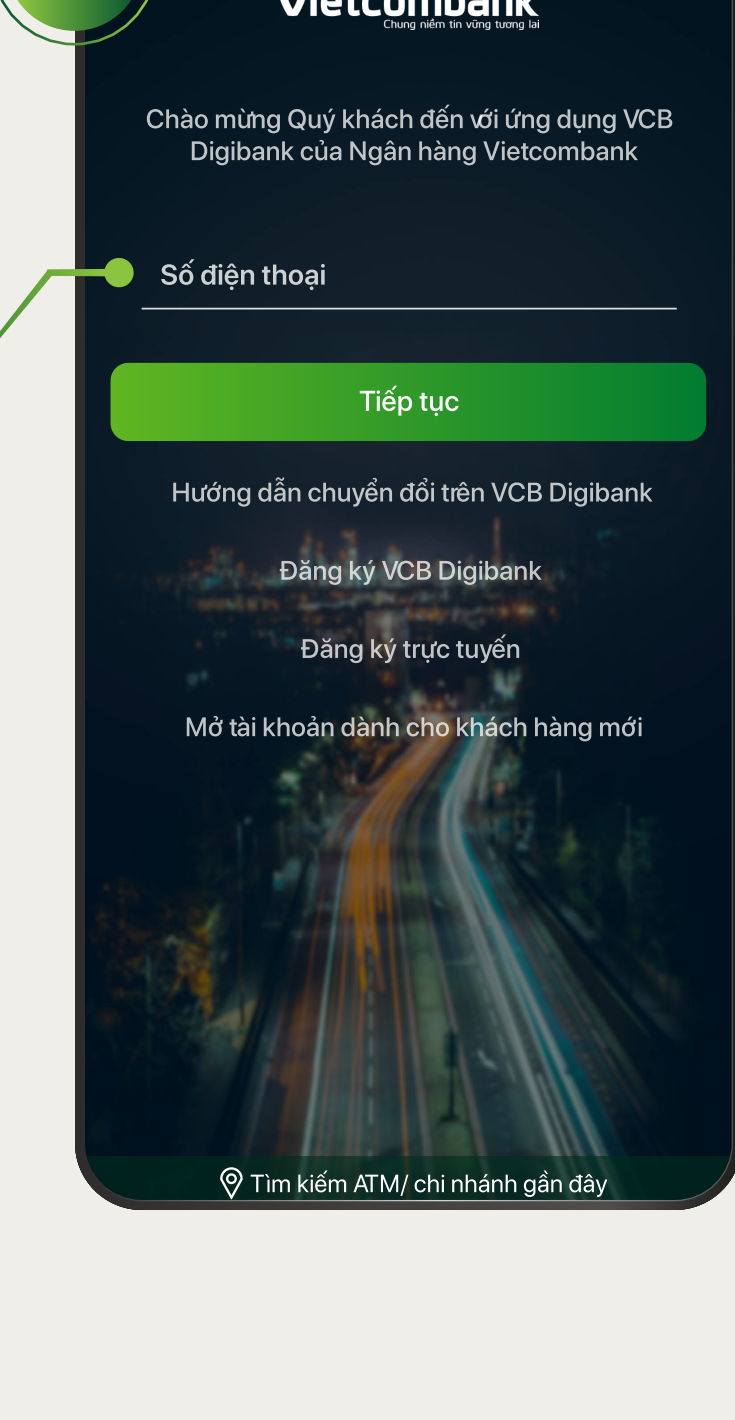 Vietcombank
Chung niềm tin vững tương lai
Chào mừng Quý khách đến với ứng dụng VCB
Digibank của Ngân hàng Vietcombank
Số điện thoại
Tiếp tục
Hướng dẫn chuyển đổi trên VCB Digibank
Đăng ký VCB Digibank
Đăng ký trực tuyến
Mở tài khoản dành cho khách hàng mới
Tìm kiếm ATM/ chi nhánh gần đây